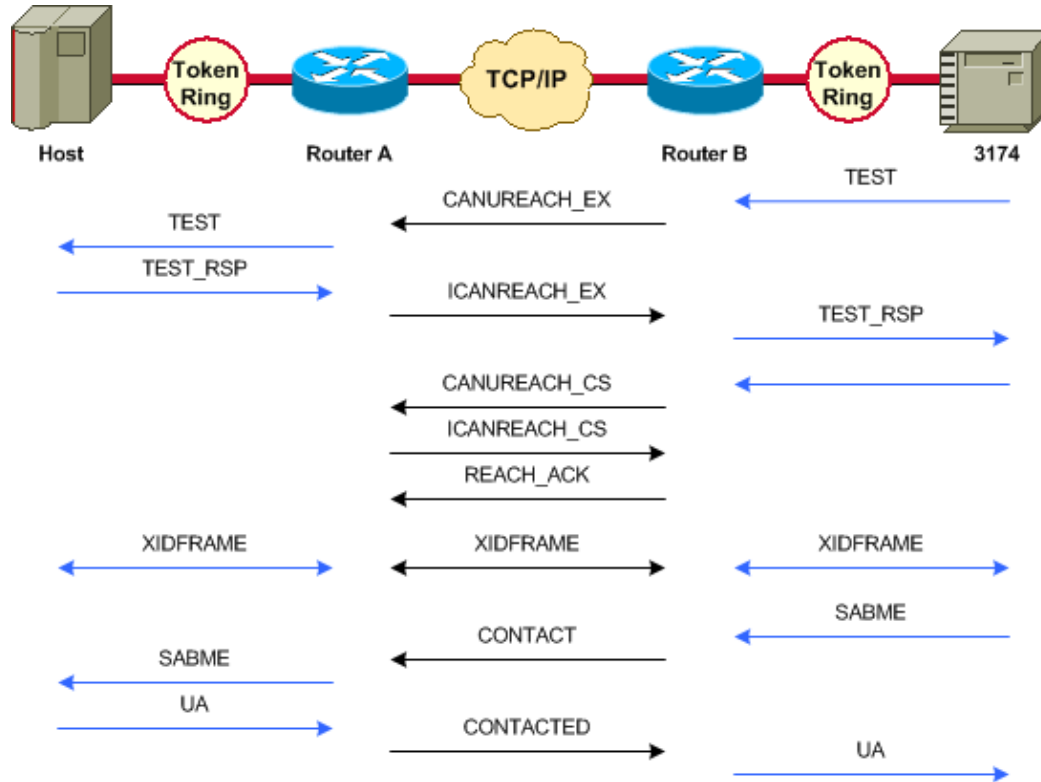 Token
Ring
TCP/IP
Token
Ring
Host
Router A
Router B
3174
TEST
CANUREACH_EX
TEST
TEST_RSP
ICANREACH_EX
TEST_RSP
CANUREACH_CS
ICANREACH_CS
REACH_ACK
XIDFRAME
XIDFRAME
XIDFRAME
SABME
CONTACT
SABME
UA
CONTACTED
UA